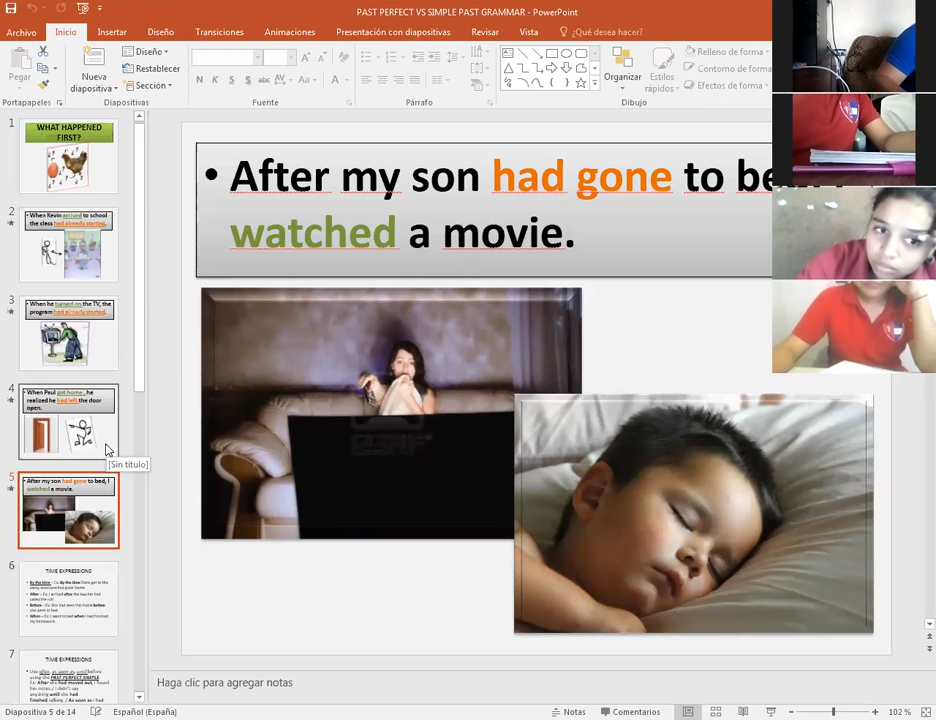 PAST PERFECT VS SIMPLE PAST GRAMMAR - PowerPoint
Archivo Inicio Insertar Diseño Transiciones Animaciones Presentación con diapositivas Revisar Vista ¿Qué desea hacer?
Pegar
Nueva diapositiva
Diseño
Restablecer
Sección
N K S S abc AV Aa A
Organizar
Estilos rápidos
Relleno de forma
Contorno de forma
Efectos de forma
Portapapeles Diapositivas Fuente Párrafo Dibujo
1
WHAT HAPPENED
FIRST?
2
• When Kevin arrived to school
the class had already started.
3
• When he turned on the TV, the
program had already started.
4
• When Paul got home, he
realized he had left the door
open.
[Sin título]
5
• After my son had gone to bed, I
watched a movie.
6
TIME EXPRESSIONS
7
TIME EXPRESSIONS
• After my son had gone to
watched a movie.
Haga clic para agregar notas
Diapositiva 5 de 14 Español (España) Notas Comentarios 102 %